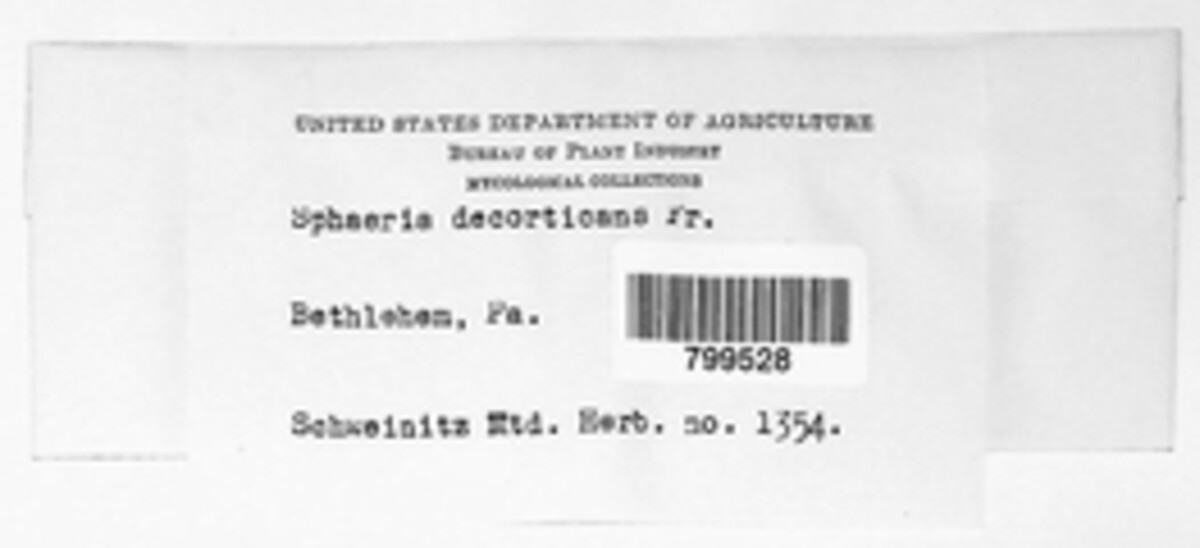 UNITED STATES DEPARTMENT OF AGRICULTURE
BUREAU OF PLANT INDUSTRY
MYCOLOGICAL COLLECTIONS
Sphaeria decorticans Fr.
Bethlehem, Pa.
799528
Schweinitz Mtd. Herb. no. 1354.